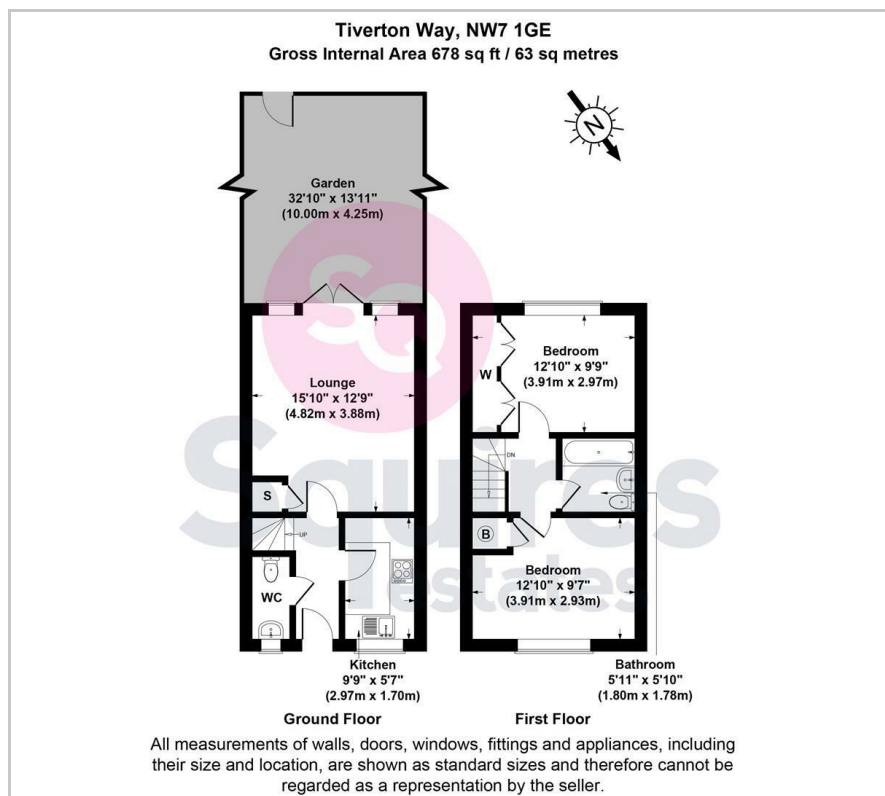 Tiverton Way, NW7 1GE
Gross Internal Area 678 sq ft / 63 sq metres
N
Garden
32'10" x 13'11"
(10.00m x 4.25m)
SQ
Lounge
15'10" x 12'9"
(4.82m x 3.88m)
W
Bedroom
12'10" x 9'9"
(3.91m x 2.97m)
Squires
estates
DN
S
UP
B
WC
Bedroom
12'10" x 9'7"
(3.91m x 2.93m)
Kitchen
9'9" x 5'7"
(2.97m x 1.70m)
Bathroom
5'11" x 5'10"
(1.80m x 1.78m)
Ground Floor
First Floor
All measurements of walls, doors, windows, fittings and appliances, including
their size and location, are shown as standard sizes and therefore cannot be
regarded as a representation by the seller.